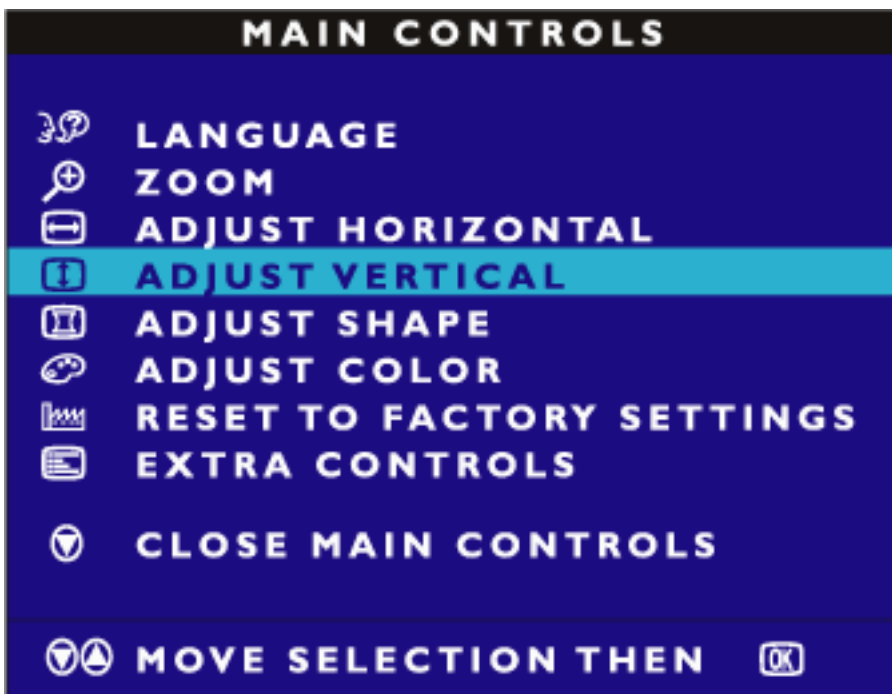 MAIN CONTROLS
LANGUAGE
ZOOM
ADJUST HORIZONTAL
ADJUST VERTICAL
ADJUST SHAPE
ADJUST COLOR
RESET TO FACTORY SETTINGS
EXTRA CONTROLS
CLOSE MAIN CONTROLS
MOVE SELECTION THEN OK